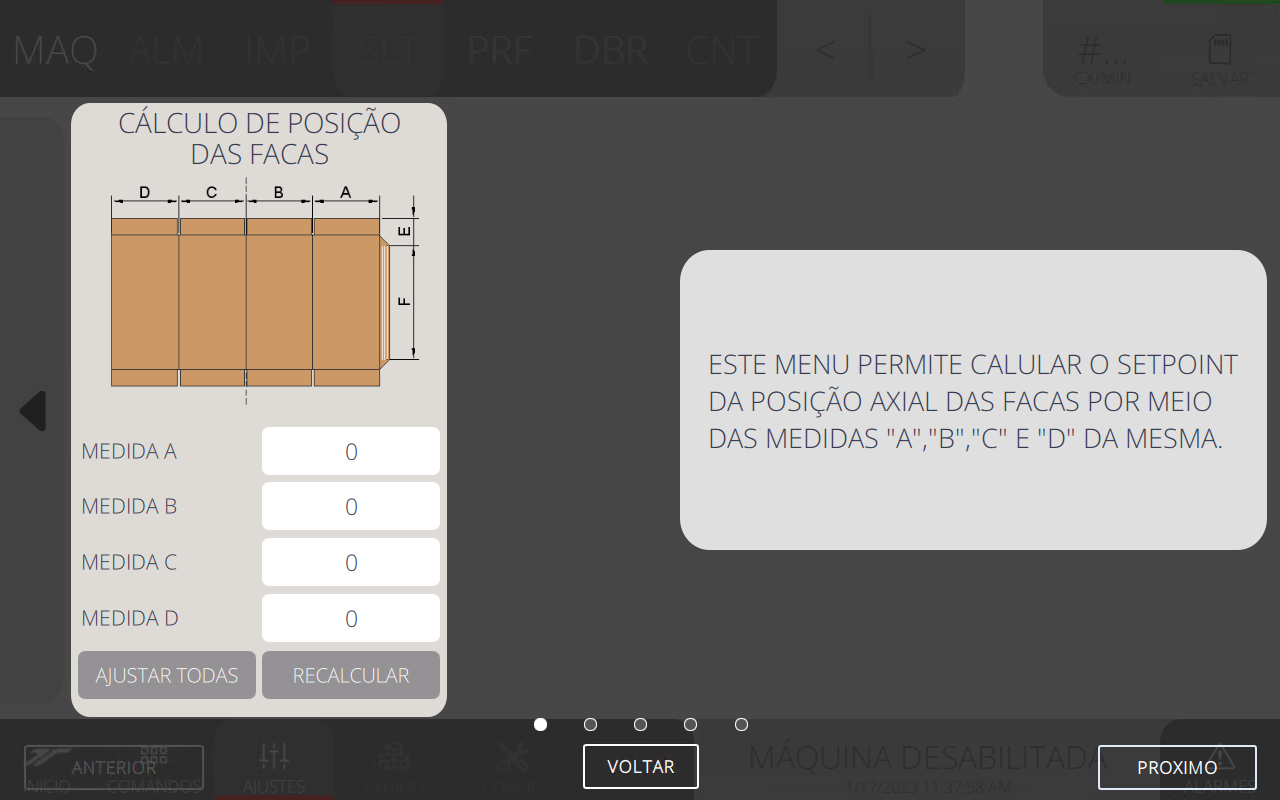 MAQ ALM IMP SLT PRF DBR CNT < > #...
CX/MIN SALVAR
CÁLCULO DE POSIÇÃO
DAS FACAS
D C B A
E
F
ESTE MENU PERMITE CALULAR O SETPOINT
DA POSIÇÃO AXIAL DAS FACAS POR MEIO
DAS MEDIDAS "A","B","C" E "D" DA MESMA.
MEDIDA A 0
MEDIDA B 0
MEDIDA C 0
MEDIDA D 0
AJUSTAR TODAS RECALCULAR
ANTERIOR VOLTAR MÁQUINA DESABILITADA PROXIMO
INICIO COMANDOS AJUSTES PEDIDO CONFIG 1/17/2023 11:37:58 AM ALARMES